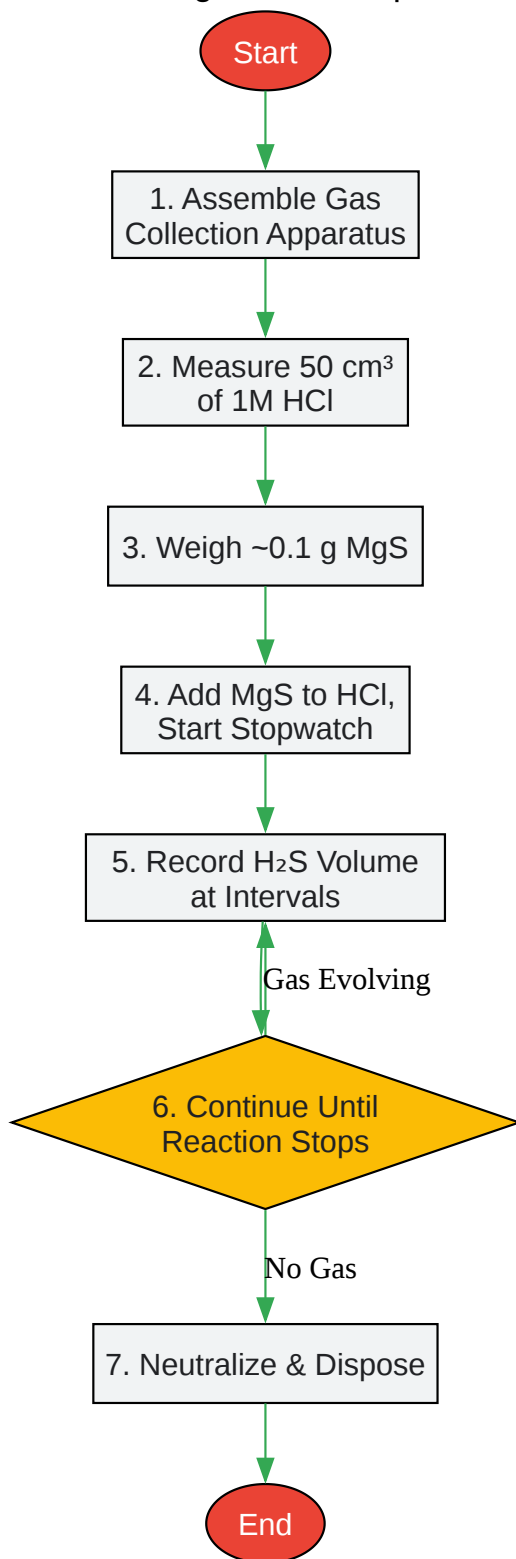 Start
1. Assemble Gas
Collection Apparatus
2. Measure 50 cm³
of 1M HCl
3. Weigh ~0.1 g MgS
4. Add MgS to HCl,
Start Stopwatch
5. Record H₂S Volume
at Intervals
Gas Evolving
6. Continue Until
Reaction Stops
No Gas
7. Neutralize & Dispose
End